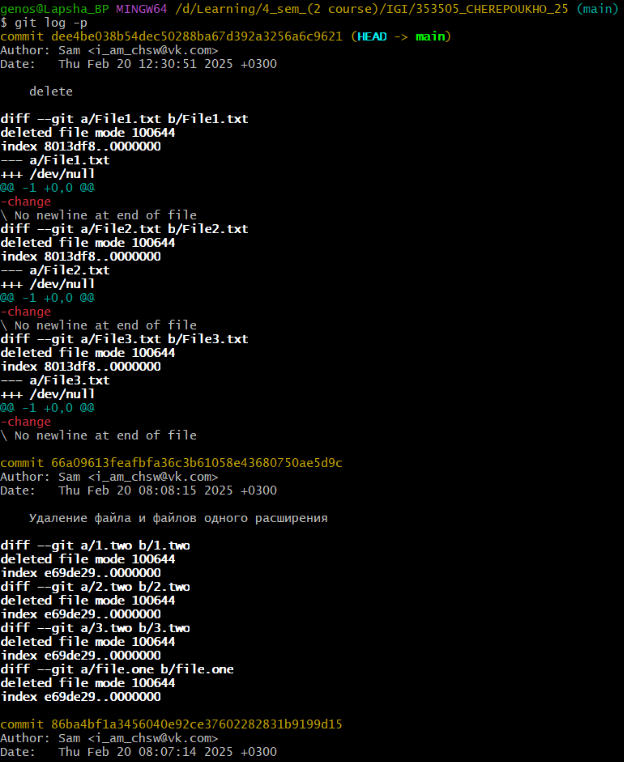 genos@Lapsha_BP MINGW64 /d/Learning/4_sem_(2 course)/IGI/353505_CHEREPOUKHO_25 (main)
$ git log -p
commit dee4be038b54dec50288ba67d392a3256a6c9621 (HEAD -> main)
Author: Sam <i_am_chsw@vk.com>
Date:   Thu Feb 20 12:30:51 2025 +0300

    delete

diff --git a/File1.txt b/File1.txt
deleted file mode 100644
index 8013df8..0000000
--- a/File1.txt
+++ /dev/null
@@ -1 +0,0 @@
-change
\ No newline at end of file
diff --git a/File2.txt b/File2.txt
deleted file mode 100644
index 8013df8..0000000
--- a/File2.txt
+++ /dev/null
@@ -1 +0,0 @@
-change
\ No newline at end of file
diff --git a/File3.txt b/File3.txt
deleted file mode 100644
index 8013df8..0000000
--- a/File3.txt
+++ /dev/null
@@ -1 +0,0 @@
-change
\ No newline at end of file

commit 66a09613feafbfa36c3b61058e43680750ae5d9c
Author: Sam <i_am_chsw@vk.com>
Date:   Thu Feb 20 08:08:15 2025 +0300

    Удаление файла и файлов одного расширения

diff --git a/1.two b/1.two
deleted file mode 100644
index e69de29..0000000
diff --git a/2.two b/2.two
deleted file mode 100644
index e69de29..0000000
diff --git a/3.two b/3.two
deleted file mode 100644
index e69de29..0000000
diff --git a/file.one b/file.one
deleted file mode 100644
index e69de29..0000000

commit 86ba4bf1a3456040e92ce37602282831b9199d15
Author: Sam <i_am_chsw@vk.com>
Date:   Thu Feb 20 08:07:14 2025 +0300